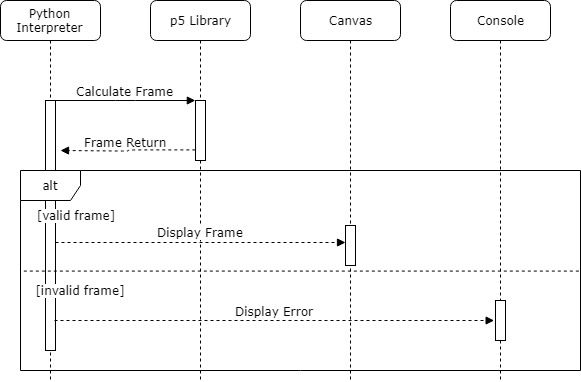 Python
Interpreter
p5 Library
Canvas
Console
Calculate Frame
Frame Return
alt
[valid frame]
Display Frame
[invalid frame]
Display Error